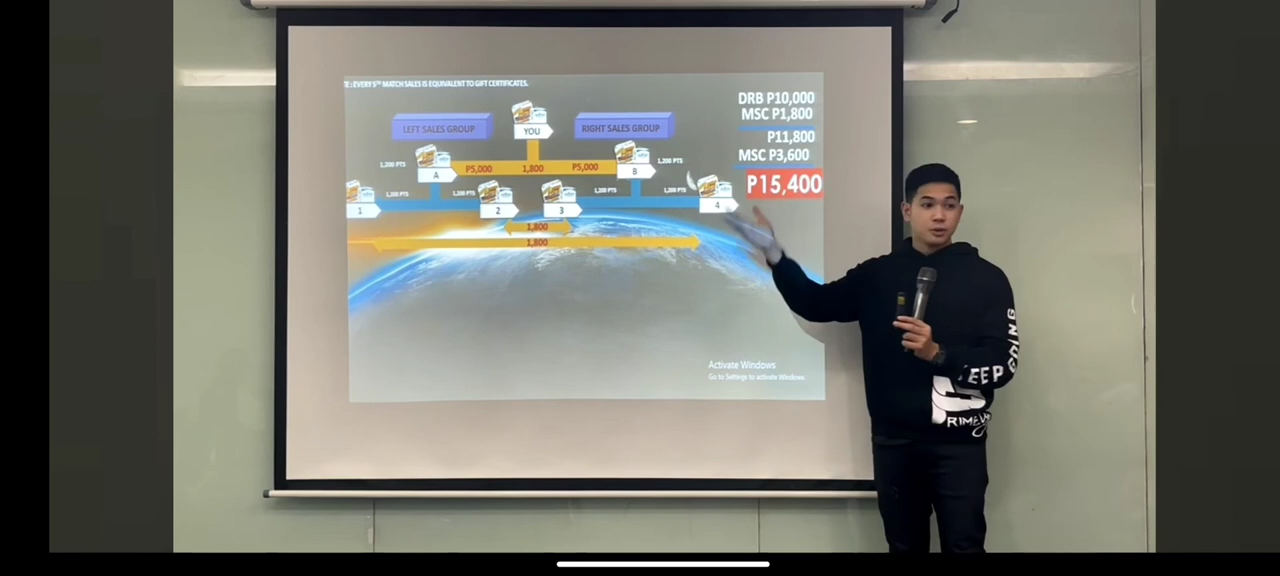 E : EVERY 5TH MATCH SALES IS EQUIVALENT TO GIFT CERTIFICATES.
DRB P10,000
MSC P1,800
P11,800
MSC P3,600
P15,400
LEFT SALES GROUP
YOU
RIGHT SALES GROUP
1,200 PTS
A
P5,000
1,800
P5,000
B
1,200 PTS
1
1,200 PTS
1,200 PTS
2
3
1,200 PTS
1,200 PTS
4
1,800
1,800
Activate Windows
Go to Settings to activate Windows.
GOING
EEP
RIME